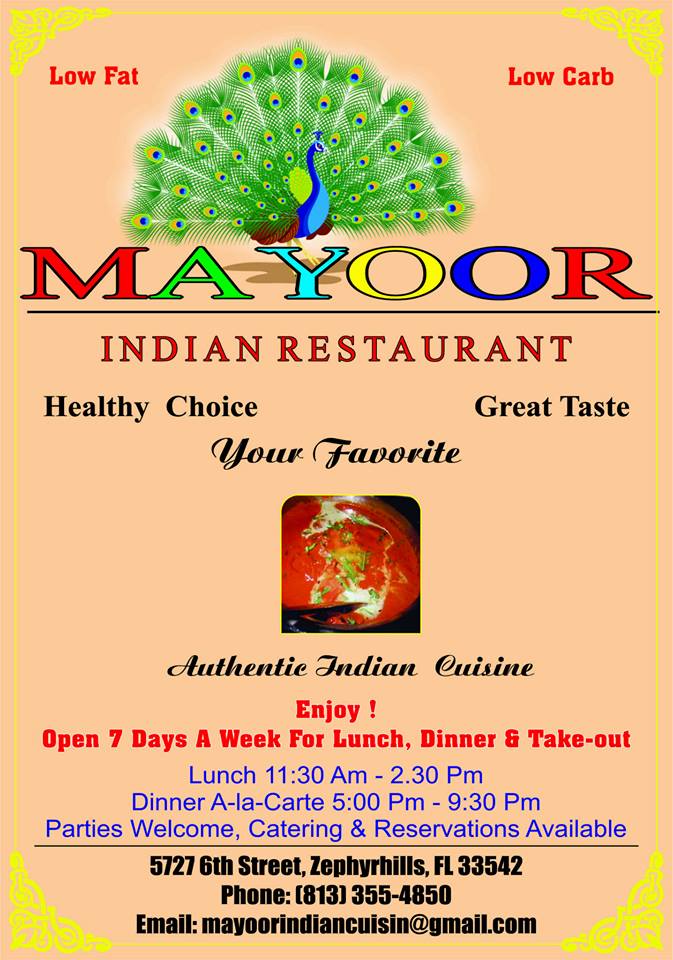 Low Fat
Low Carb
MAYOOR
INDIAN RESTAURANT
Healthy Choice
Great Taste
Your Favorite
Authentic Indian Cuisine
Enjoy !
Open 7 Days A Week For Lunch, Dinner & Take-out
Lunch 11:30 Am - 2.30 Pm
Dinner A-la-Carte 5:00 Pm - 9:30 Pm
Parties Welcome, Catering & Reservations Available
5727 6th Street, Zephyrhills, FL 33542
Phone: (813) 355-4850
Email: mayoorindiancuisin@gmail.com